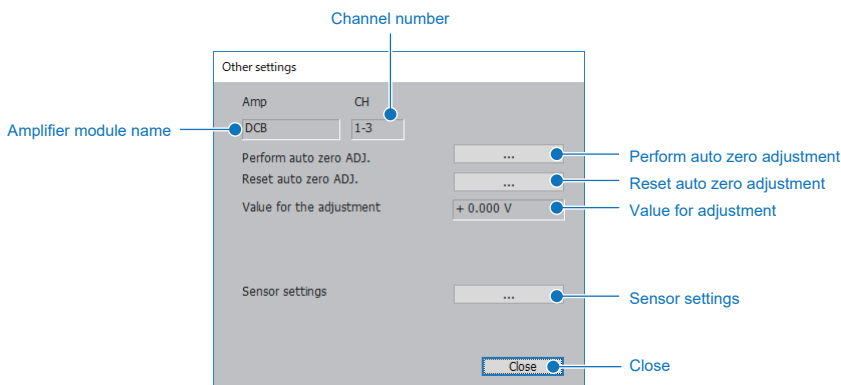 Channel number
Other settings
Amp CH
Amplifier module name
DCB 1-3
Perform auto zero ADJ. ... Perform auto zero adjustment
Reset auto zero ADJ. ... Reset auto zero adjustment
Value for the adjustment + 0.000 V Value for adjustment
Sensor settings ... Sensor settings
Close Close